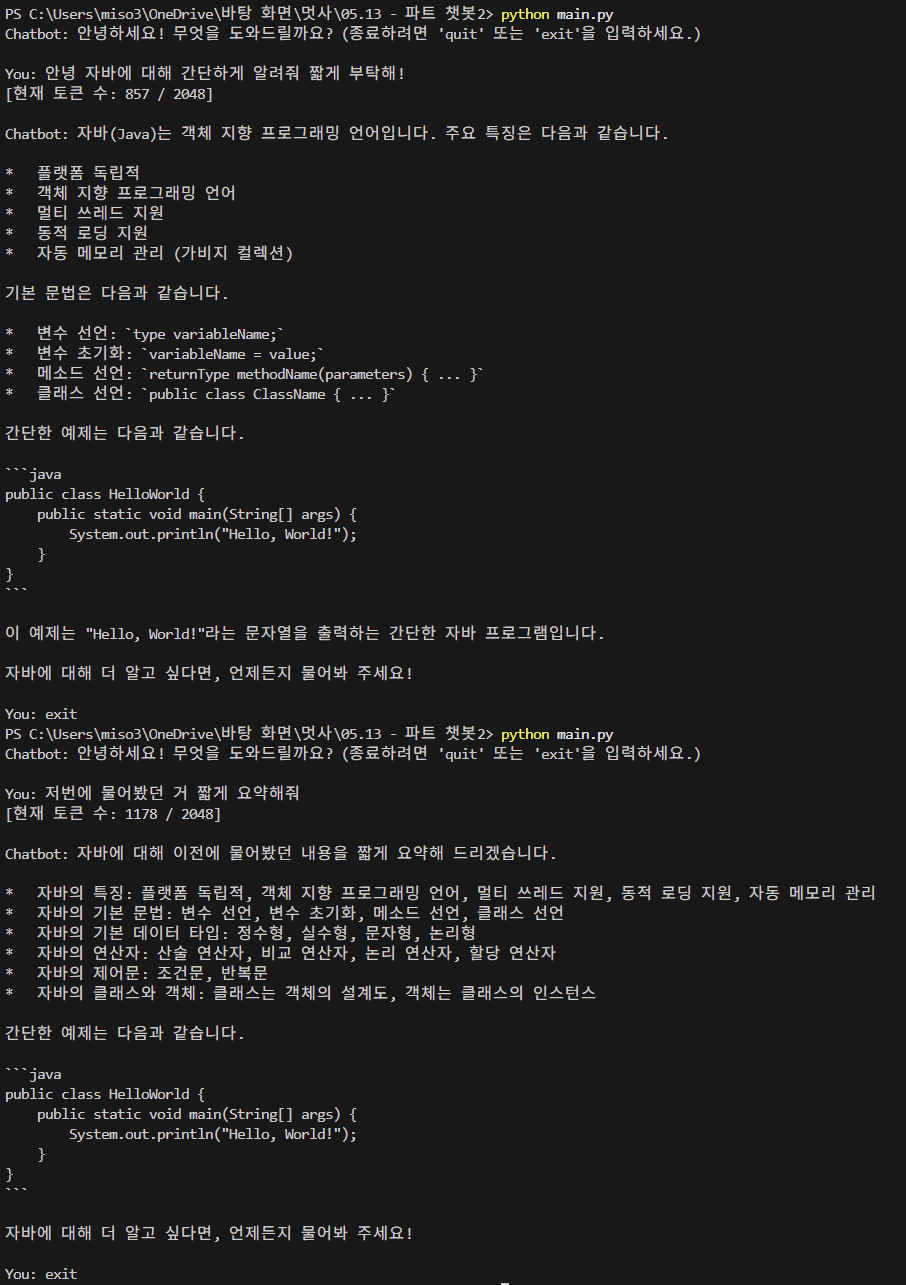 PS C:\Users\miso3\OneDrive\바탕 화면\멋사\05.13 - 파트 챗봇2> python main.py
Chatbot: 안녕하세요! 무엇을 도와드릴까요? (종료하려면 'quit' 또는 'exit'을 입력하세요.)
You: 안녕 자바에 대해 간단하게 알려줘 짧게 부탁해!
[현재 토큰 수: 857 / 2048]
Chatbot: 자바(Java)는 객체 지향 프로그래밍 언어입니다. 주요 특징은 다음과 같습니다.
*   플랫폼 독립적
*   객체 지향 프로그래밍 언어
*   멀티 쓰레드 지원
*   동적 로딩 지원
*   자동 메모리 관리 (가비지 컬렉션)
기본 문법은 다음과 같습니다.
*   변수 선언: `type variableName;`
*   변수 초기화: `variableName = value;`
*   메소드 선언: `returnType methodName(parameters) { ... }`
*   클래스 선언: `public class ClassName { ... }`
간단한 예제는 다음과 같습니다.
```java
public class HelloWorld {
    public static void main(String[] args) {
        System.out.println("Hello, World!");
    }
}
```
이 예제는 "Hello, World!"라는 문자열을 출력하는 간단한 자바 프로그램입니다.
자바에 대해 더 알고 싶다면, 언제든지 물어봐 주세요!
You: exit
PS C:\Users\miso3\OneDrive\바탕 화면\멋사\05.13 - 파트 챗봇2> python main.py
Chatbot: 안녕하세요! 무엇을 도와드릴까요? (종료하려면 'quit' 또는 'exit'을 입력하세요.)
You: 저번에 물어봤던 거 짧게 요약해줘
[현재 토큰 수: 1178 / 2048]
Chatbot: 자바에 대해 이전에 물어봤던 내용을 짧게 요약해 드리겠습니다.
*   자바의 특징: 플랫폼 독립적, 객체 지향 프로그래밍 언어, 멀티 쓰레드 지원, 동적 로딩 지원, 자동 메모리 관리
*   자바의 기본 문법: 변수 선언, 변수 초기화, 메소드 선언, 클래스 선언
*   자바의 기본 데이터 타입: 정수형, 실수형, 문자형, 논리형
*   자바의 연산자: 산술 연산자, 비교 연산자, 논리 연산자, 할당 연산자
*   자바의 제어문: 조건문, 반복문
*   자바의 클래스와 객체: 클래스는 객체의 설계도, 객체는 클래스의 인스턴스
간단한 예제는 다음과 같습니다.
```java
public class HelloWorld {
    public static void main(String[] args) {
        System.out.println("Hello, World!");
    }
}
```
자바에 대해 더 알고 싶다면, 언제든지 물어봐 주세요!
You: exit